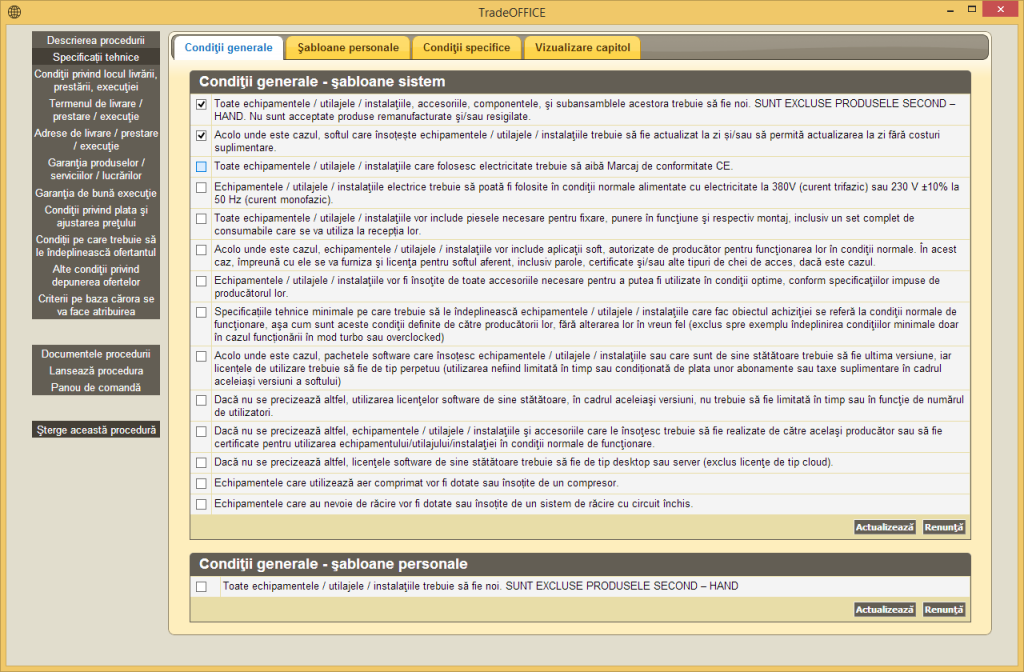 TradeOFFICE
Descrierea procedurii
Specificații tehnice
Condiţii privind locul livrării,
prestării, execuţiei
Termenul de livrare /
prestare / execuţie
Adrese de livrare / prestare
/ execuţie
Garanţia produselor /
serviciilor / lucrărilor
Garanţia de bună execuţie
Condiţii privind plata şi
ajustarea preţului
Condiții pe care trebuie să
le îndeplinească ofertantul
Alte condiţii privind
depunerea ofertelor
Criterii pe baza cărora se
va face atribuirea
Documentele procedurii
Lansează procedura
Panou de comandă
Şterge această procedură
Condiţii generale
Şabloane personale
Condiţii specifice
Vizualizare capitol
Condiţii generale - şabloane sistem
Toate echipamentele / utilajele / instalaţiile, accesoriile, componentele, şi subansamblele acestora trebuie să fie noi. SUNT EXCLUSE PRODUSELE SECOND –
HAND. Nu sunt acceptate produse remanufacturate şi/sau resigilate.
Acolo unde este cazul, softul care însoțește echipamentele / utilajele / instalaţiile trebuie să fie actualizat la zi și/sau să permită actualizarea la zi fără costuri
suplimentare.
Toate echipamentele / utilajele / instalaţiile care folosesc electricitate trebuie să aibă Marcaj de conformitate CE.
Echipamentele / utilajele / instalaţiile electrice trebuie să poată fi folosite în condiţii normale alimentate cu electricitate la 380V (curent trifazic) sau 230 V ±10% la
50 Hz (curent monofazic).
Toate echipamentele / utilajele / instalaţiile vor include piesele necesare pentru fixare, punere în funcţiune şi respectiv montaj, inclusiv un set complet de
consumabile care se va utiliza la recepția lor.
Acolo unde este cazul, echipamentele / utilajele / instalaţiile vor include aplicaţii soft, autorizate de producător pentru funcţionarea lor în condiţii normale. În acest
caz, împreună cu ele se va furniza şi licenţa pentru softul aferent, inclusiv parole, certificate şi/sau alte tipuri de chei de acces, dacă este cazul.
Echipamentele / utilajele / instalaţiile vor fi însoţite de toate accesoriile necesare pentru a putea fi utilizate în condiţii optime, conform specificaţiilor impuse de
producătorul lor.
Specificaţiile tehnice minimale pe care trebuie să le îndeplinească echipamentele / utilajele / instalaţiile care fac obiectul achiziţiei se referă la condiţii normale de
funcţionare, aşa cum sunt aceste condiţii definite de către producătorii lor, fără alterarea lor în vreun fel (exclus spre exemplu îndeplinirea condiţiilor minimale doar
în cazul funcționării în mod turbo sau overclocked)
Acolo unde este cazul, pachetele software care însoțesc echipamentele / utilajele / instalaţiile sau care sunt de sine stătătoare trebuie să fie ultima versiune, iar
licențele de utilizare trebuie să fie de tip perpetuu (utilizarea nefiind limitată în timp sau condiționată de plata unor abonamente sau taxe suplimentare în cadrul
aceleiași versiuni a softului)
Dacă nu se precizează altfel, utilizarea licenţelor software de sine stătătoare, în cadrul aceleiaşi versiuni, nu trebuie să fie limitată în timp sau în funcţie de numărul
de utilizatori.
Dacă nu se precizează altfel, echipamentele / utilajele / instalaţiile şi accesoriile care le însoţesc trebuie să fie realizate de către acelaşi producător sau să fie
certificate pentru utilizarea echipamentului/utilajului/instalaţiei în condiţii normale de funcţionare.
Dacă nu se precizează altfel, licenţele software de sine stătătoare trebuie să fie de tip desktop sau server (exclus licenţe de tip cloud).
Echipamentele care utilizează aer comprimat vor fi dotate sau însoțite de un compresor.
Echipamentele care au nevoie de răcire vor fi dotate sau însoțite de un sistem de răcire cu circuit închis.
Actualizează
Renunţă
Condiţii generale - şabloane personale
Toate echipamentele / utilajele / instalaţiile trebuie să fie noi. SUNT EXCLUSE PRODUSELE SECOND – HAND
Actualizează
Renunţă